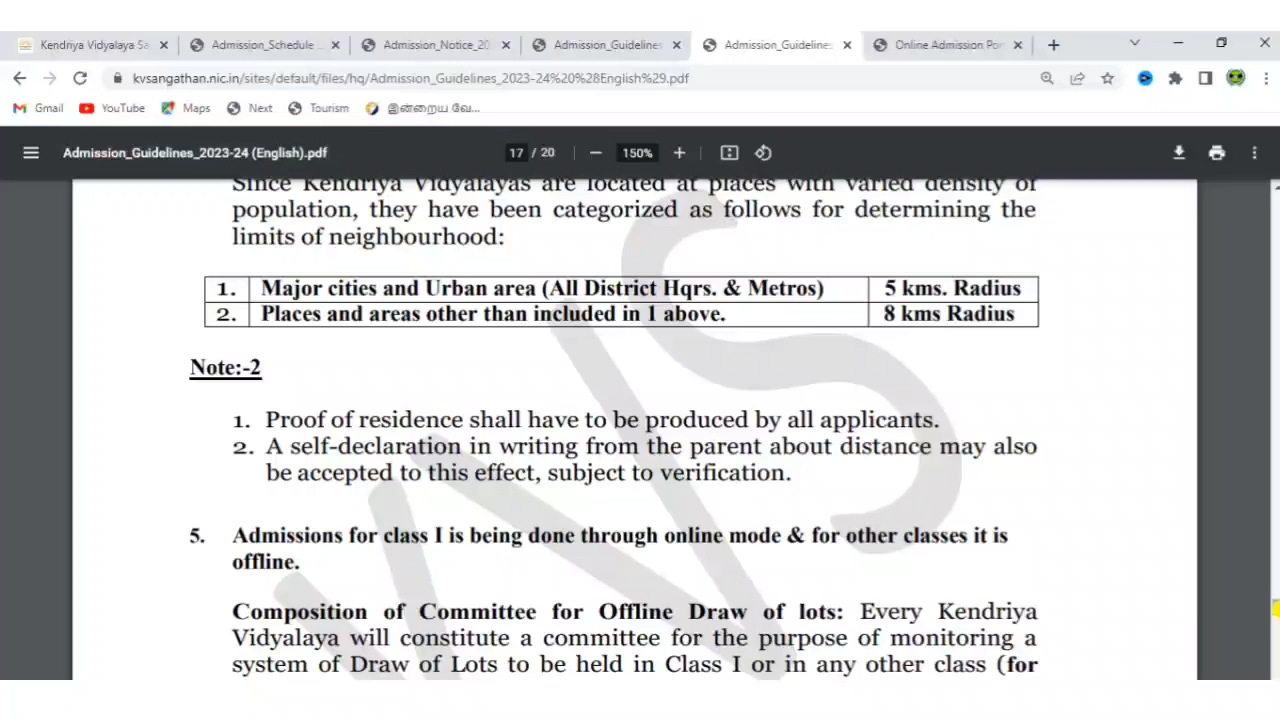 Kendriya Vidyalaya Sa
Admission_Schedule
Admission_Notice_20
Admission_Guidelines
Admission_Guidelines
Online Admission Por
kvsangathan.nic.in/sites/default/files/hq/Admission_Guidelines_2023-24%20%28English%29.pdf
Gmail
YouTube
Maps
Next
Tourism
இன்றைய வே...
Admission_Guidelines_2023-24 (English).pdf
17 / 20
150%
Since Kendriya Vidyalayas are located at places with varied density of
population, they have been categorized as follows for determining the
limits of neighbourhood:
1. Major cities and Urban area (All District Hqrs. & Metros) 5 kms. Radius
2. Places and areas other than included in 1 above. 8 kms Radius
Note:-2
1. Proof of residence shall have to be produced by all applicants.
2. A self-declaration in writing from the parent about distance may also
be accepted to this effect, subject to verification.
5. Admissions for class I is being done through online mode & for other classes it is
offline.
Composition of Committee for Offline Draw of lots: Every Kendriya
Vidyalaya will constitute a committee for the purpose of monitoring a
system of Draw of Lots to be held in Class I or in any other class (for